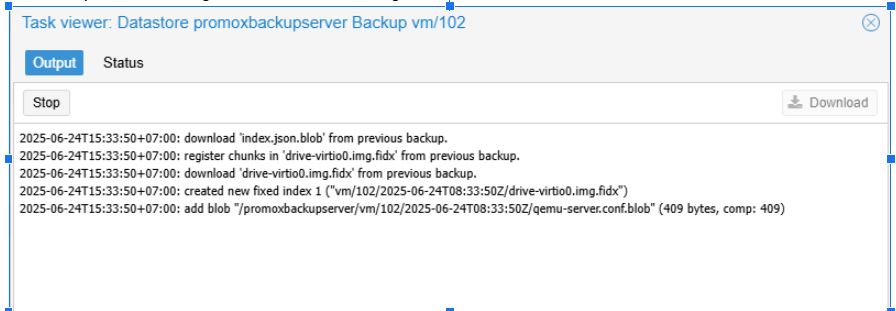 Task viewer: Datastore promoxbackupserver Backup vm/102
Output Status
Stop Download
2025-06-24T15:33:50+07:00: download 'index.json.blob' from previous backup.
2025-06-24T15:33:50+07:00: register chunks in 'drive-virtio0.img.fidx' from previous backup.
2025-06-24T15:33:50+07:00: download 'drive-virtio0.img.fidx' from previous backup.
2025-06-24T15:33:50+07:00: created new fixed index 1 ("vm/102/2025-06-24T08:33:50Z/drive-virtio0.img.fidx")
2025-06-24T15:33:50+07:00: add blob "/promoxbackupserver/vm/102/2025-06-24T08:33:50Z/qemu-server.conf.blob" (409 bytes, comp: 409)